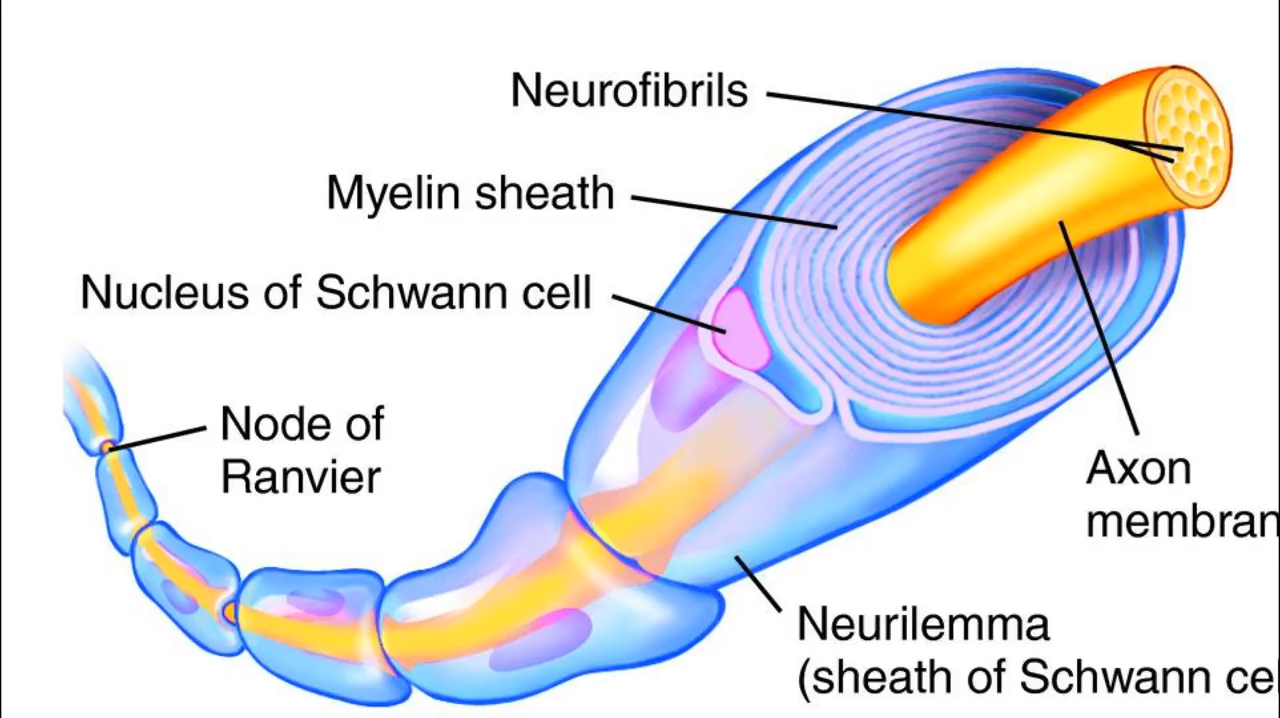 Neurofibrils
Myelin sheath
Nucleus of Schwann cell
Node of
Ranvier
Axon
membran
Neurilemma
(sheath of Schwann ce